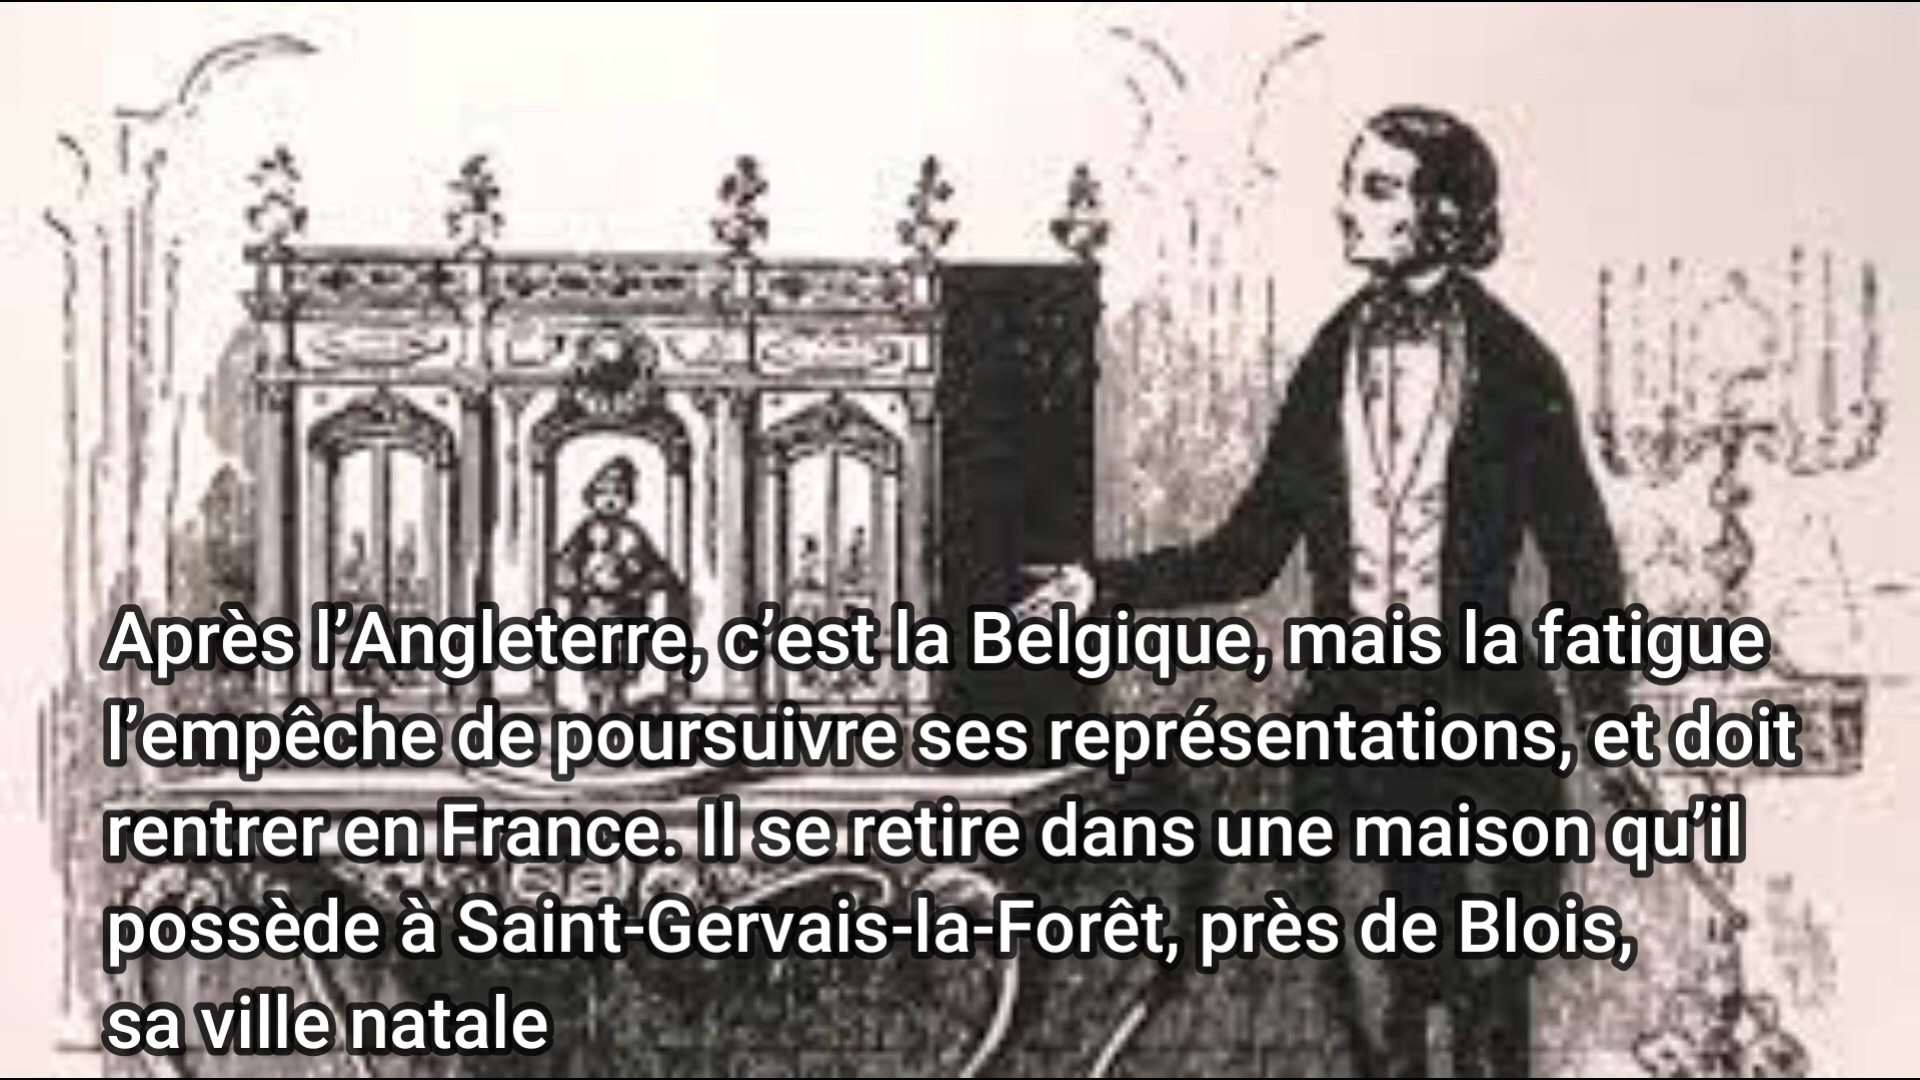 Après l’Angleterre, c’est la Belgique, mais la fatigue
l’empêche de poursuivre ses représentations, et doit
rentrer en France. Il se retire dans une maison qu’il
possède à Saint-Gervais-la-Forêt, près de Blois,
sa ville natale